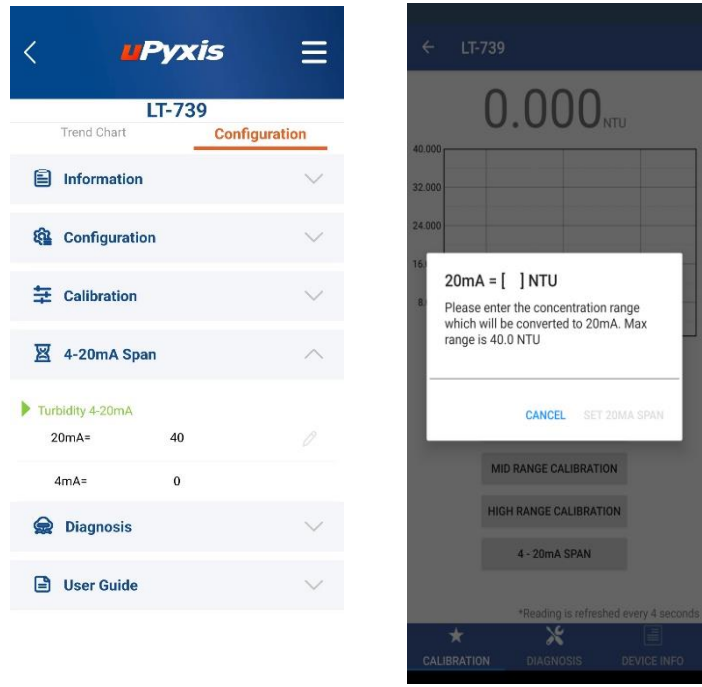 uPyxis
LT-739
Trend Chart
Configuration
Information
Configuration
Calibration
4-20mA Span
Turbidity 4-20mA
20mA=
40
4mA=
0
Diagnosis
User Guide
LT-739
0.000 NTU
40.000
32.000
24.000
16.
8.
20mA = [ ] NTU
Please enter the concentration range
which will be converted to 20mA. Max
range is 40.0 NTU
CANCEL
SET 20MA SPAN
MID RANGE CALIBRATION
HIGH RANGE CALIBRATION
4 - 20mA SPAN
*Reading is refreshed every 4 seconds
CALIBRATION
DIAGNOSIS
DEVICE INFO